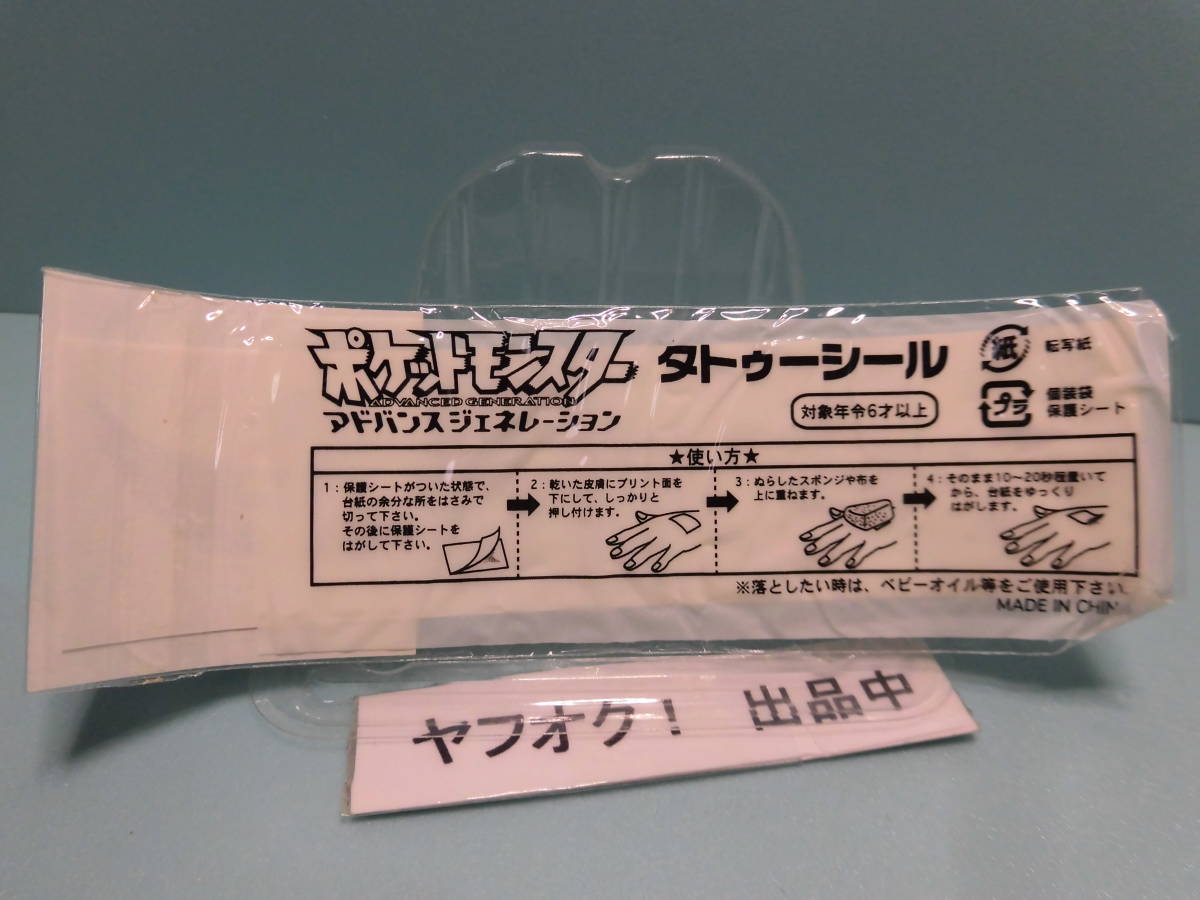 ポケットモンスター
ADVANCED GENERATION
アドバンスジェネレーション
タトゥーシール
対象年令6才以上
紙
転写紙
プラ
個装袋
保護シート
★使い方★
1:保護シートがついた状態で、
台紙の余分な所をはさみで
切って下さい。
その後に保護シートを
はがして下さい。
2:乾いた皮膚にプリント面を
下にして、しっかりと
押し付けます。
3:ぬらしたスポンジや布を
上に重ねます。
4:そのまま10~20秒程置いて
から、台紙をゆっくり
はがします。
※落としたい時は、ベビーオイル等をご使用下さい。
MADE IN CHIN
ヤフオク! 出品中